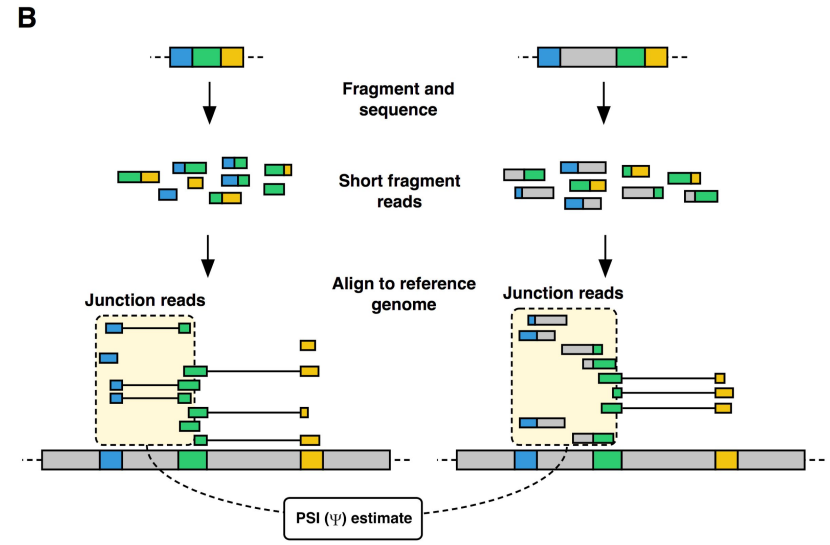 B
Fragment and
sequence
Short fragment
reads
Align to reference
genome
Junction reads
Junction reads
PSI (Ψ) estimate